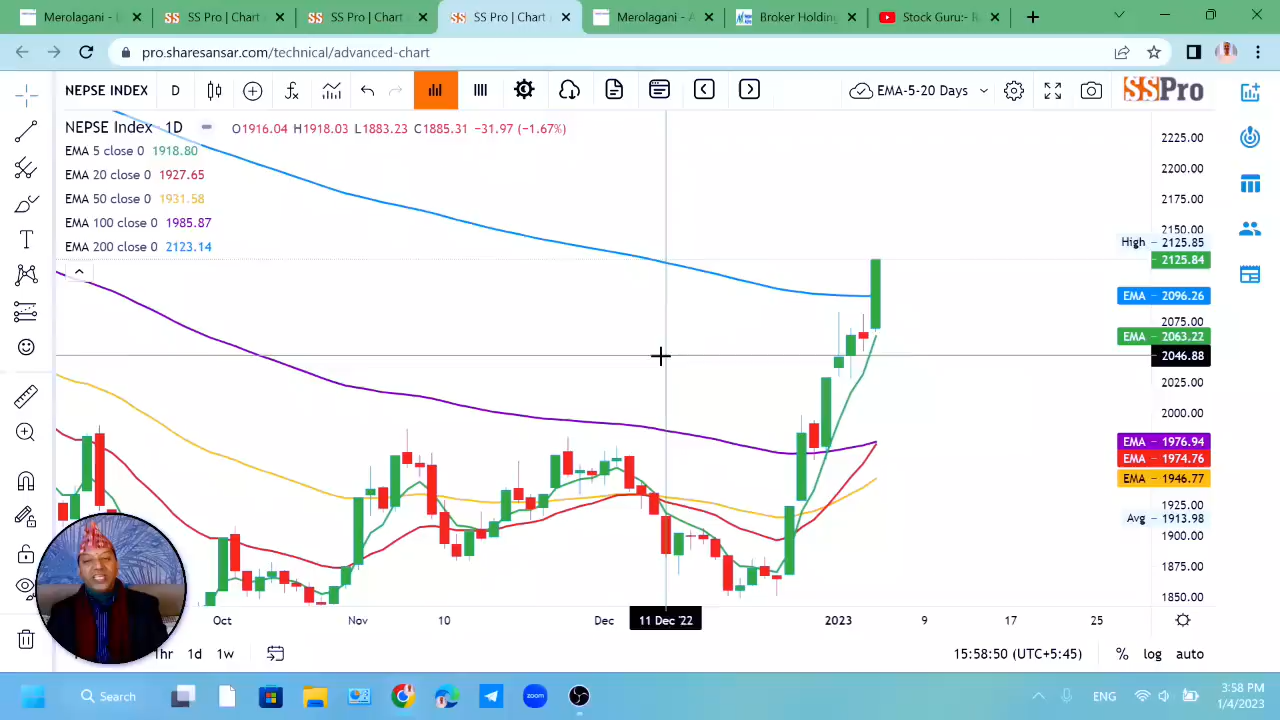 Merolagani -
SS Pro | Chart
SS Pro | Chart
SS Pro | Chart
Merolagani - A
Broker Holding
Stock Guru:- R
pro.sharesansar.com/technical/advanced-chart
NEPSE INDEX D EMA-5-20 Days SSPro
NEPSE Index 1D O1916.04 H1918.03 L1883.23 C1885.31 −31.97 (−1.67%)
EMA 5 close 0 1918.80
EMA 20 close 0 1927.65
EMA 50 close 0 1931.58
EMA 100 close 0 1985.87
EMA 200 close 0 2123.14
2225.00
2200.00
2175.00
2150.00
High 2125.85
2125.84
EMA 2096.26
2075.00
EMA 2063.22
2046.88
2025.00
2000.00
EMA 1976.94
EMA 1974.76
EMA 1946.77
1925.00
Avg 1913.98
1900.00
1875.00
1850.00
Oct Nov 10 Dec 11 Dec '22 2023 9 17 25
1hr 1d 1w 15:58:50 (UTC+5:45) % log auto
Search zoom ENG 3:58 PM
1/4/2023